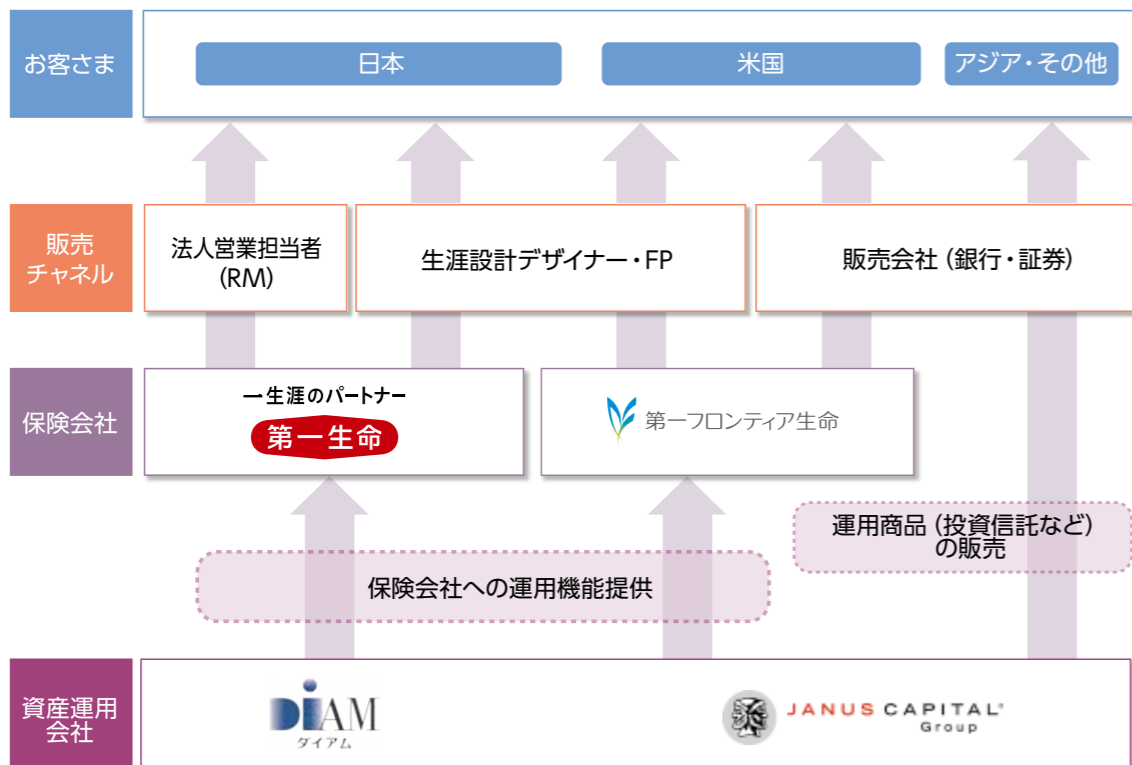 お客さま
日本
米国
アジア・その他
販売
チャネル
法人営業担当者
(RM)
生涯設計デザイナー・FP
販売会社(銀行・証券)
保険会社
一生涯のパートナー
第一生命
第一フロンティア生命
運用商品(投資信託など)
の販売
保険会社への運用機能提供
資産運用
会社
DIAM
ダイアム
JANUS CAPITAL®
Group